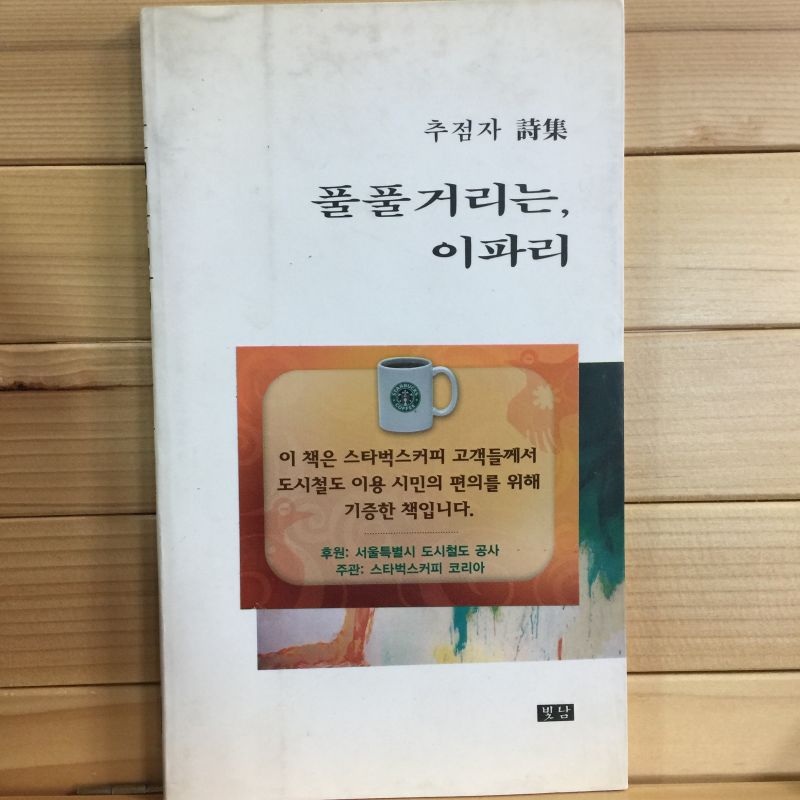 추점자 詩集
풀풀거리는,
이파리
STARBUCKS
COFFEE
이 책은 스타벅스커피 고객들께서
도시철도 이용 시민의 편의를 위해
기증한 책입니다.
후원: 서울특별시 도시철도 공사
주관: 스타벅스커피 코리아
빛남